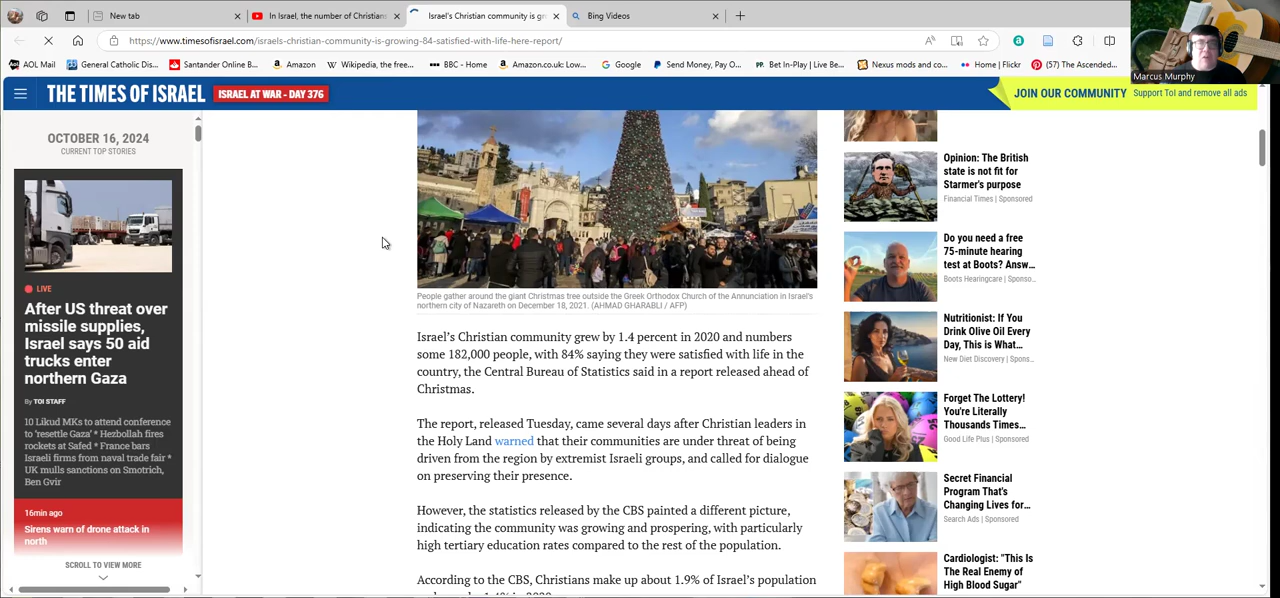 New tab
In Israel, the number of Christians
Israel's Christian community is gr
Bing Videos
https://www.timesofisrael.com/israels-christian-community-is-growing-84-satisfied-with-life-here-report/
AOL Mail
General Catholic Dis...
Santander Online B...
Amazon
Wikipedia, the free...
BBC - Home
Amazon.co.uk: Low...
Google
Send Money, Pay O...
Bet In-Play | Live Be...
Nexus mods and co...
Home | Flickr
(57) The Ascended...
Marcus Murphy
THE TIMES OF ISRAEL
ISRAEL AT WAR - DAY 376
JOIN OUR COMMUNITY
Support ToI and remove all ads
OCTOBER 16, 2024
CURRENT TOP STORIES
LIVE
After US threat over
missile supplies,
Israel says 50 aid
trucks enter
northern Gaza
By TOI STAFF
10 Likud MKs to attend conference
to 'resettle Gaza' * Hezbollah fires
rockets at Safed * France bars
Israeli firms from naval trade fair *
UK mulls sanctions on Smotrich,
Ben Gvir
16min ago
Sirens warn of drone attack in
north
SCROLL TO VIEW MORE
People gather around the giant Christmas tree outside the Greek Orthodox Church of the Annunciation in Israel's
northern city of Nazareth on December 18, 2021. (AHMAD GHARABLI / AFP)
Israel's Christian community grew by 1.4 percent in 2020 and numbers
some 182,000 people, with 84% saying they were satisfied with life in the
country, the Central Bureau of Statistics said in a report released ahead of
Christmas.
The report, released Tuesday, came several days after Christian leaders in
the Holy Land warned that their communities are under threat of being
driven from the region by extremist Israeli groups, and called for dialogue
on preserving their presence.
However, the statistics released by the CBS painted a different picture,
indicating the community was growing and prospering, with particularly
high tertiary education rates compared to the rest of the population.
According to the CBS, Christians make up about 1.9% of Israel's population
Opinion: The British
state is not fit for
Starmer's purpose
Financial Times | Sponsored
Do you need a free
75-minute hearing
test at Boots? Answ...
Boots Hearingcare | Sponso...
Nutritionist: If You
Drink Olive Oil Every
Day, This is What...
New Diet Discovery | Spons...
Forget The Lottery!
You're Literally
Thousands Times...
Good Life Plus | Sponsored
Secret Financial
Program That's
Changing Lives for...
Search Ads | Sponsored
Cardiologist: "This Is
The Real Enemy of
High Blood Sugar"